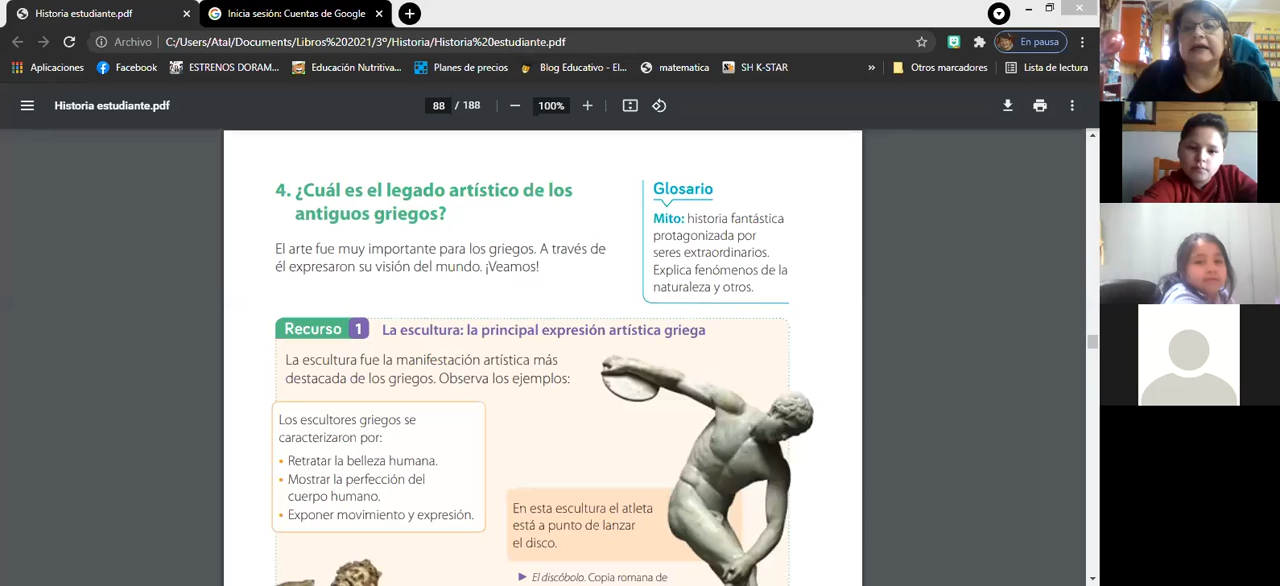 Historia estudiante.pdf
Inicia sesión: Cuentas de Google
Archivo
C:/Users/Atal/Documents/Libros%202021/3º/Historia/Historia%20estudiante.pdf
En pausa
Aplicaciones
Facebook
ESTRENOS DORAM...
Educación Nutritiva...
Planes de precios
Blog Educativo - El...
matematica
SH K-STAR
»
Otros marcadores
Lista de lectura
Historia estudiante.pdf
88 / 188
100%
4. ¿Cuál es el legado artístico de los
antiguos griegos?
El arte fue muy importante para los griegos. A través de
él expresaron su visión del mundo. ¡Veamos!
Glosario
Mito: historia fantástica
protagonizada por
seres extraordinarios.
Explica fenómenos de la
naturaleza y otros.
Recurso 1 La escultura: la principal expresión artística griega
La escultura fue la manifestación artística más
destacada de los griegos. Observa los ejemplos:
Los escultores griegos se
caracterizaron por:
• Retratar la belleza humana.
• Mostrar la perfección del
cuerpo humano.
• Exponer movimiento y expresión.
En esta escultura el atleta
está a punto de lanzar
el disco.
▶ El discóbolo. Copia romana de